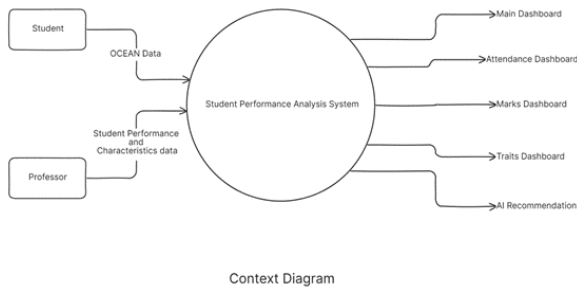 Student
OCEAN Data
Student Performance
and
Characteristics data
Professor
Student Performance Analysis System
Main Dashboard
Attendance Dashboard
Marks Dashboard
Traits Dashboard
AI Recommendation
Context Diagram